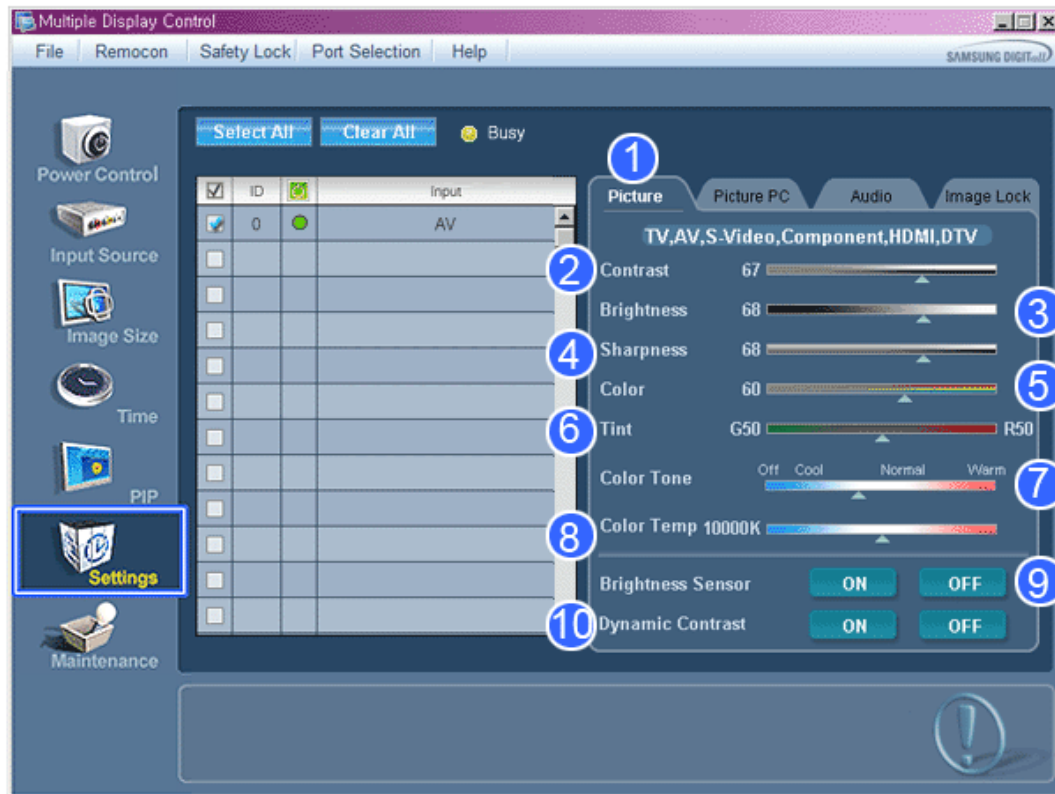 Multiple Display Control
File Remocon Safety Lock Port Selection Help
SAMSUNG DIGITall
Power Control
Input Source
Image Size
Time
PIP
Settings
Maintenance
Select All Clear All Busy
ID Input
0 AV
1
Picture Picture PC Audio Image Lock
TV,AV,S-Video,Component,HDMI,DTV
2 Contrast 67
Brightness 68 3
4 Sharpness 68
Color 60 5
6 Tint G50 R50
Off Cool Normal Warm
Color Tone 7
8 Color Temp 10000K
Brightness Sensor ON OFF 9
10 Dynamic Contrast ON OFF